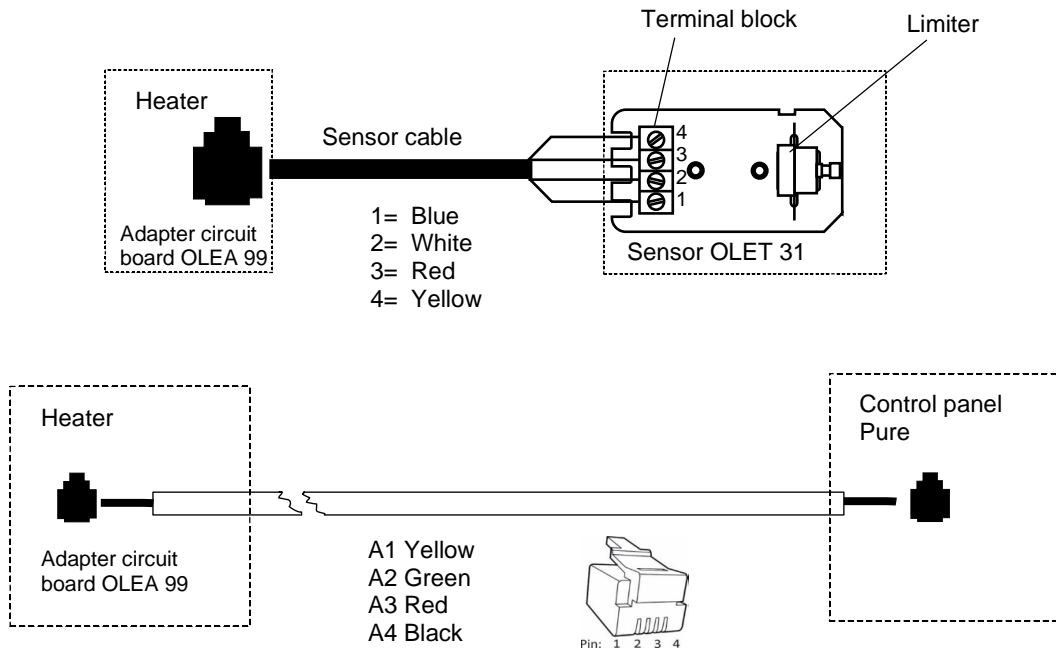 Terminal block
Limiter
Heater
Sensor cable
4
3
2
1
Adapter circuit
board OLEA 99
1= Blue
2= White
3= Red
4= Yellow
Sensor OLET 31
Heater
Control panel
Pure
Adapter circuit
board OLEA 99
A1 Yellow
A2 Green
A3 Red
A4 Black
Pin: 1 2 3 4